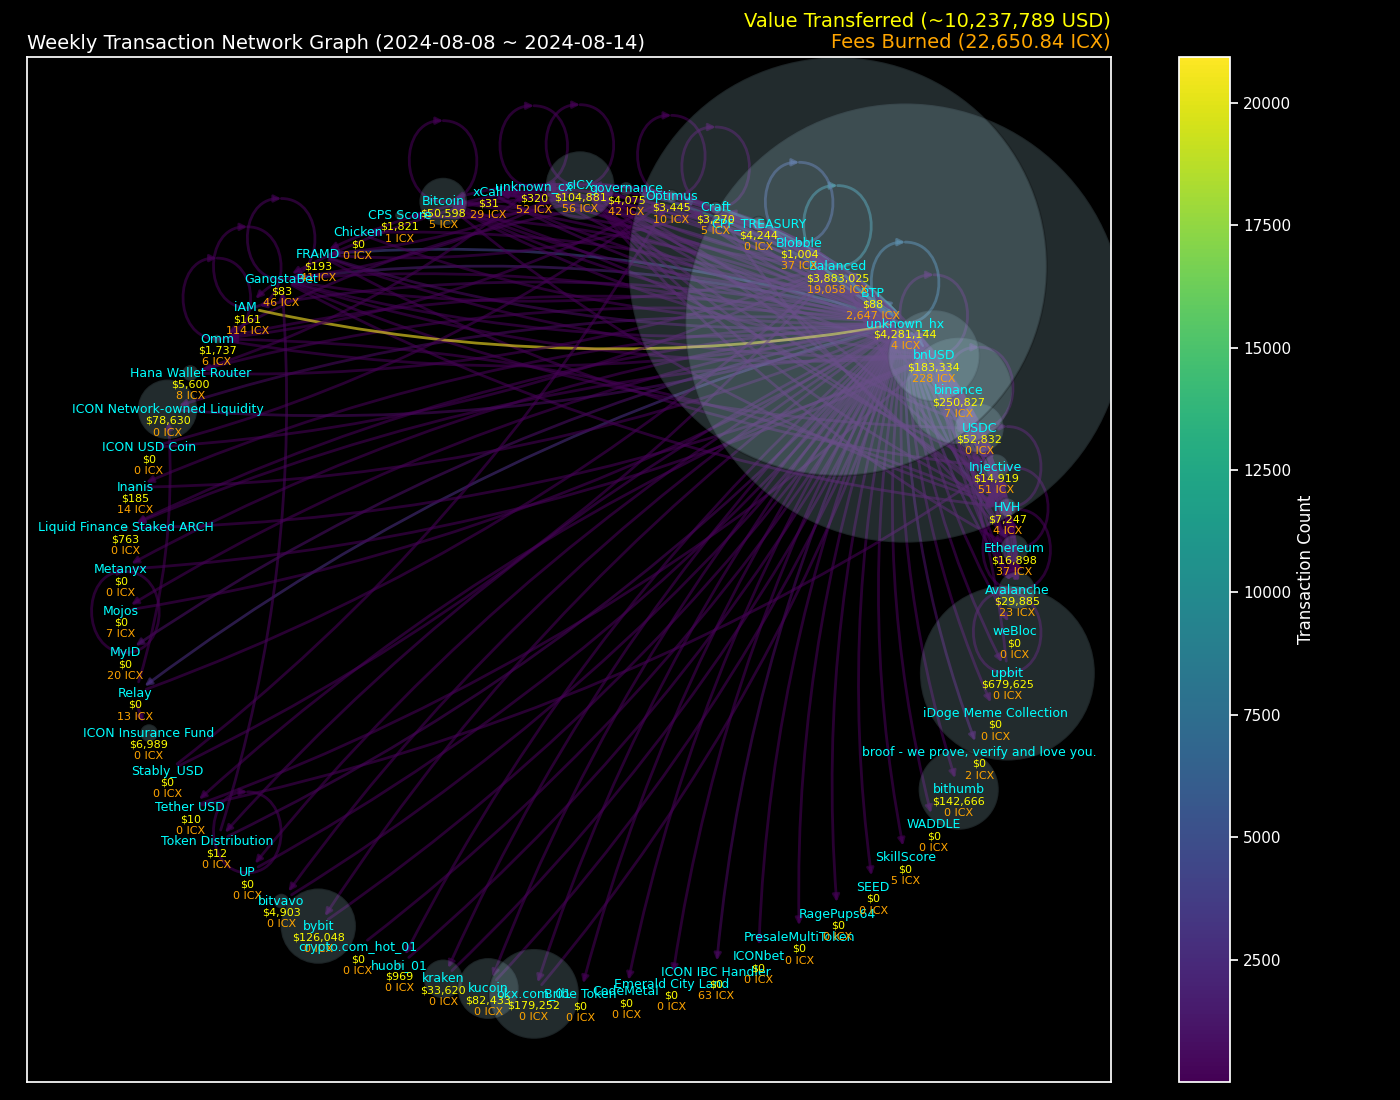 Value Transferred (~10,237,789 USD)
Weekly Transaction Network Graph (2024-08-08 ~ 2024-08-14)
Fees Burned (22,650.84 ICX)
sICX
$104,881
56 ICX
unknown_cx
$320
52 ICX
governance
$4,075
42 ICX
xCall
$31
29 ICX
Optimus
$3,445
10 ICX
Bitcoin
$50,598
5 ICX
Craft
$3,270
5 ICX
CPS Score
$1,821
1 ICX
_TREASURY
$4,244
0 ICX
Chicken
$0
0 ICX
Blobble
$1,004
37 ICX
FRAMD
$193
ICX
Balanced
$3,883,025
19,058 ICX
GangstaBet
$83
46 ICX
BTP
$88
2,647 ICX
iAM
$161
114 ICX
unknown_hx
$4,281,144
4 ICX
Omm
$1,737
6 ICX
bnUSD
$183,334
228 ICX
Hana Wallet Router
$5,600
8 ICX
binance
$250,827
7 ICX
ICON Network-owned Liquidity
$78,630
0 ICX
USDC
$52,832
0 ICX
ICON USD Coin
$0
0 ICX
Injective
$14,919
51 ICX
Inanis
$185
14 ICX
HVH
$7,247
4 ICX
Liquid Finance Staked ARCH
$763
0 ICX
Ethereum
$16,898
37 ICX
Metanyx
$0
0 ICX
Avalanche
$29,885
23 ICX
Mojos
$0
7 ICX
weBloc
$0
0 ICX
MyID
$0
20 ICX
upbit
$679,625
0 ICX
Relay
$0
13 ICX
iDoge Meme Collection
$0
0 ICX
ICON Insurance Fund
$6,989
0 ICX
broof - we prove, verify and love you.
$0
2 ICX
Stably_USD
$0
0 ICX
bithumb
$142,666
0 ICX
Tether USD
$10
0 ICX
WADDLE
$0
0 ICX
Token Distribution
$12
0 ICX
SkillScore
$0
5 ICX
UP
$0
0 ICX
SEED
$0
0 ICX
bitvavo
$4,903
0 ICX
RagePups64
$0
0 ICX
bybit
$126,048
PresaleMultiToken
$0
0 ICX
crypto.com_hot_01
$0
0 ICX
ICONbet
$0
0 ICX
huobi_01
$969
0 ICX
ICON IBC Handler
$0
63 ICX
kraken
$33,620
0 ICX
Emerald City Land
$0
0 ICX
kucoin
$82,433
0 ICX
CodeMetal
$0
0 ICX
okx.com_01
$179,252
0 ICX
Token
$0
0 ICX
20000
17500
15000
12500
10000
7500
5000
2500
Transaction Count